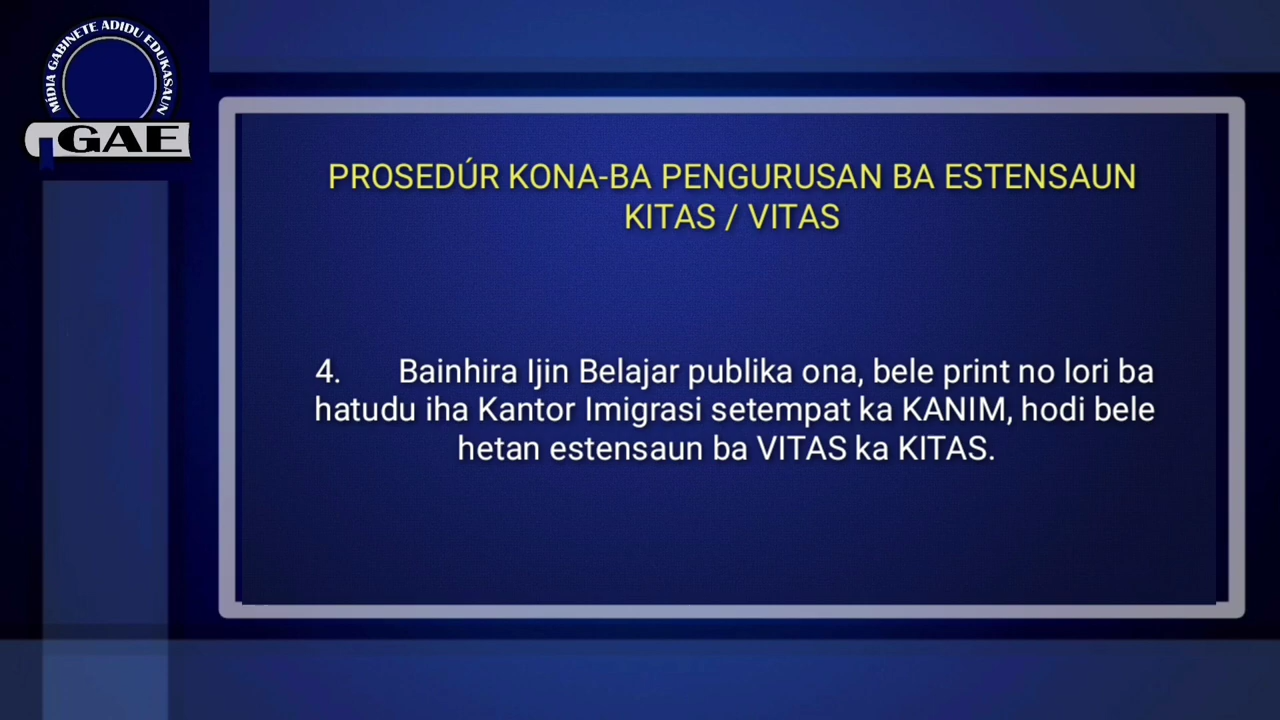 MÍDIA GABINETE ADIDU EDUKASAUN
GAE
PROSEDÚR KONA-BA PENGURUSAN BA ESTENSAUN
KITAS / VITAS
4. Bainhira Ijin Belajar publika ona, bele print no lori ba
hatudu iha Kantor Imigrasi setempat ka KANIM, hodi bele
hetan estensaun ba VITAS ka KITAS.